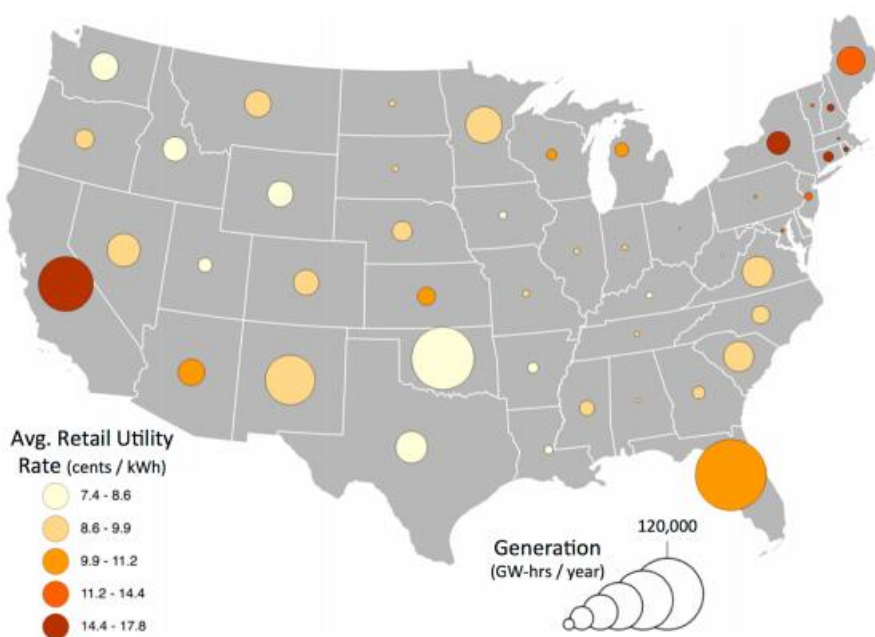 Avg. Retail Utility
Rate (cents / kWh)
7.4 - 8.6
8.6 - 9.9
9.9 - 11.2
11.2 - 14.4
14.4 - 17.8
120,000
Generation
(GW-hrs / year)